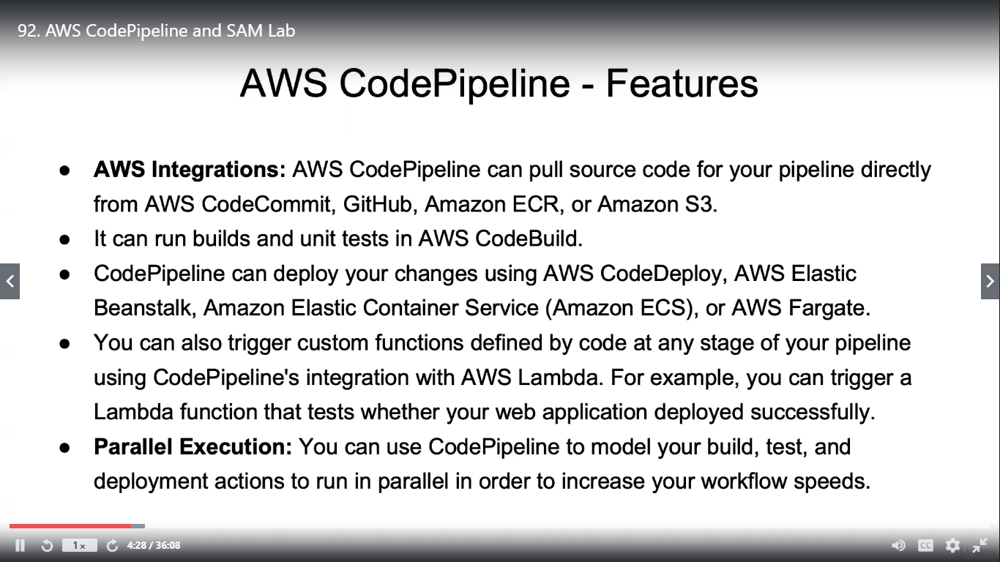 92. AWS CodePipeline and SAM Lab
AWS CodePipeline - Features
● AWS Integrations: AWS CodePipeline can pull source code for your pipeline directly
from AWS CodeCommit, GitHub, Amazon ECR, or Amazon S3.
● It can run builds and unit tests in AWS CodeBuild.
● CodePipeline can deploy your changes using AWS CodeDeploy, AWS Elastic
Beanstalk, Amazon Elastic Container Service (Amazon ECS), or AWS Fargate.
● You can also trigger custom functions defined by code at any stage of your pipeline
using CodePipeline's integration with AWS Lambda. For example, you can trigger a
Lambda function that tests whether your web application deployed successfully.
● Parallel Execution: You can use CodePipeline to model your build, test, and
deployment actions to run in parallel in order to increase your workflow speeds.
1x 4:28 / 36:08 CC